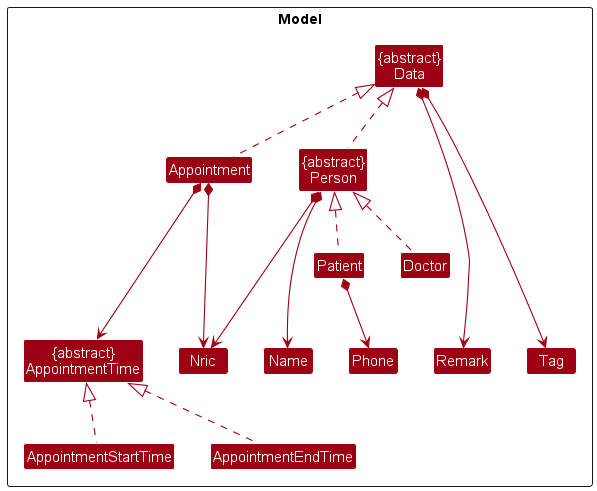 Model
{abstract}
Data
Appointment
{abstract}
Person
Patient
Doctor
{abstract}
AppointmentTime
Nric
Name
Phone
Remark
Tag
AppointmentStartTime
AppointmentEndTime